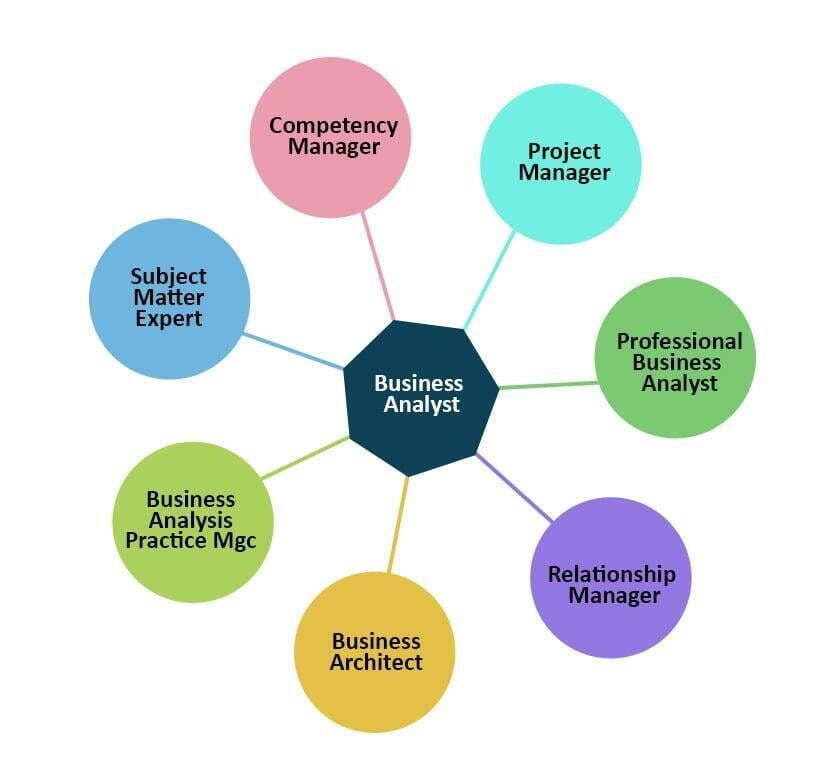 Competency
Manager
Project
Manager
Subject
Matter
Expert
Professional
Business
Analyst
Business
Analyst
Business
Analysis
Practice Mgc
Relationship
Manager
Business
Architect